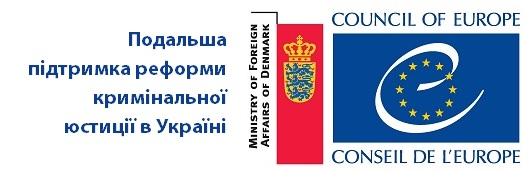 Подальша
підтримка реформи
кримінальної
юстиції в Україні
MINISTRY OF FOREIGN
AFFAIRS OF DENMARK
COUNCIL OF EUROPE
CONSEIL DE L'EUROPE